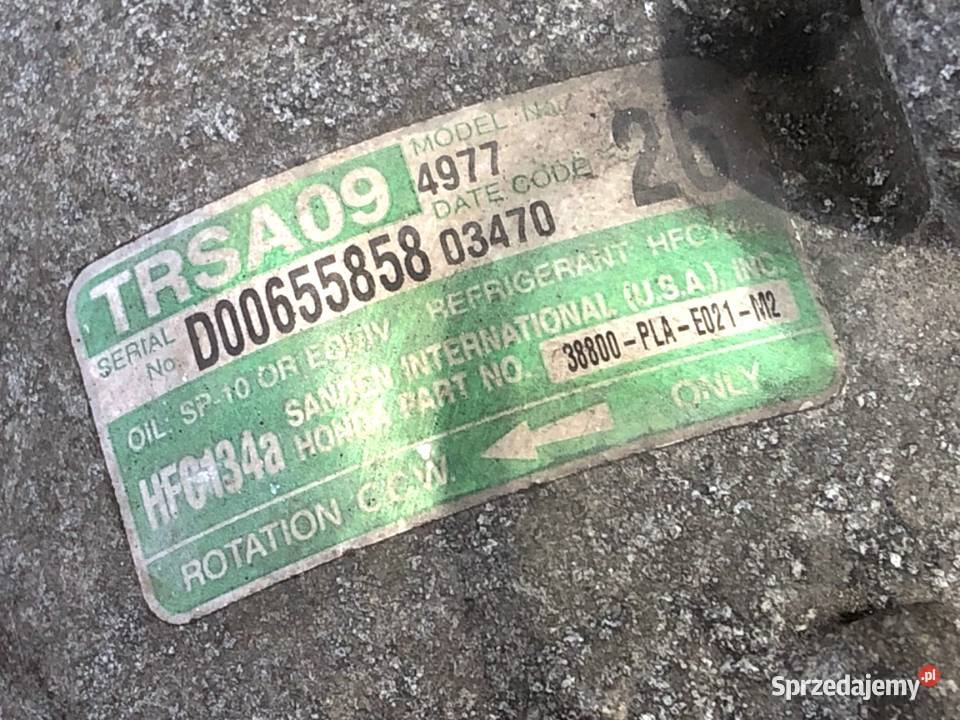 TRSA09
MODEL No.
4977
26
DATE CODE
SERIAL No. D00655858 03470
OIL: SP-10 OR EQUIV REFRIGERANT
HFC134a SANDEN INTERNATIONAL (U.S.A.), INC.
HONDA PART NO. 38800-PLA-E021-M2
ROTATION C.C.W. ONLY
Sprzedajemy.pl